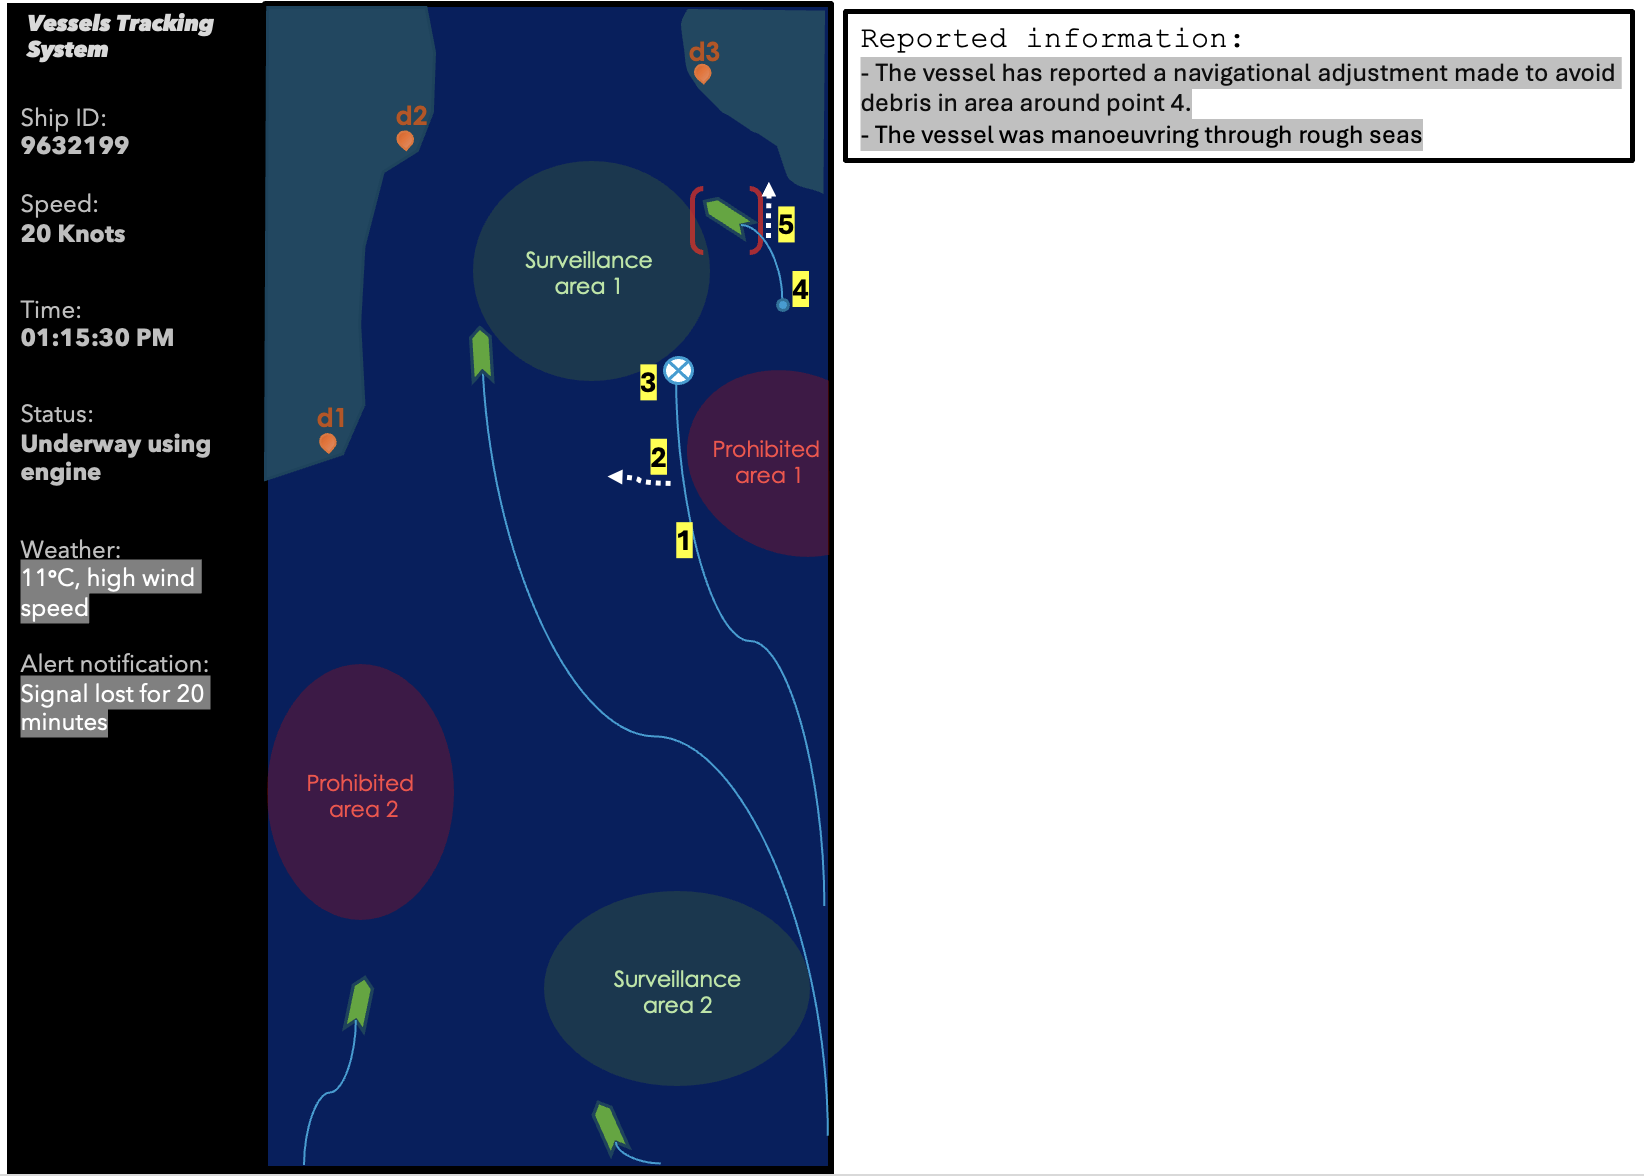 Vessels Tracking
System
Ship ID:
9632199
Speed:
20 Knots
Time:
01:15:30 PM
Status:
Underway using
engine
Weather:
11°C, high wind
speed
Alert notification:
Signal lost for 20
minutes
d3
d2
5
Surveillance
area 1
4
3
d1
2
Prohibited
area 1
1
Prohibited
area 2
Surveillance
area 2
Reported information:
- The vessel has reported a navigational adjustment made to avoid
debris in area around point 4.
- The vessel was manoeuvring through rough seas